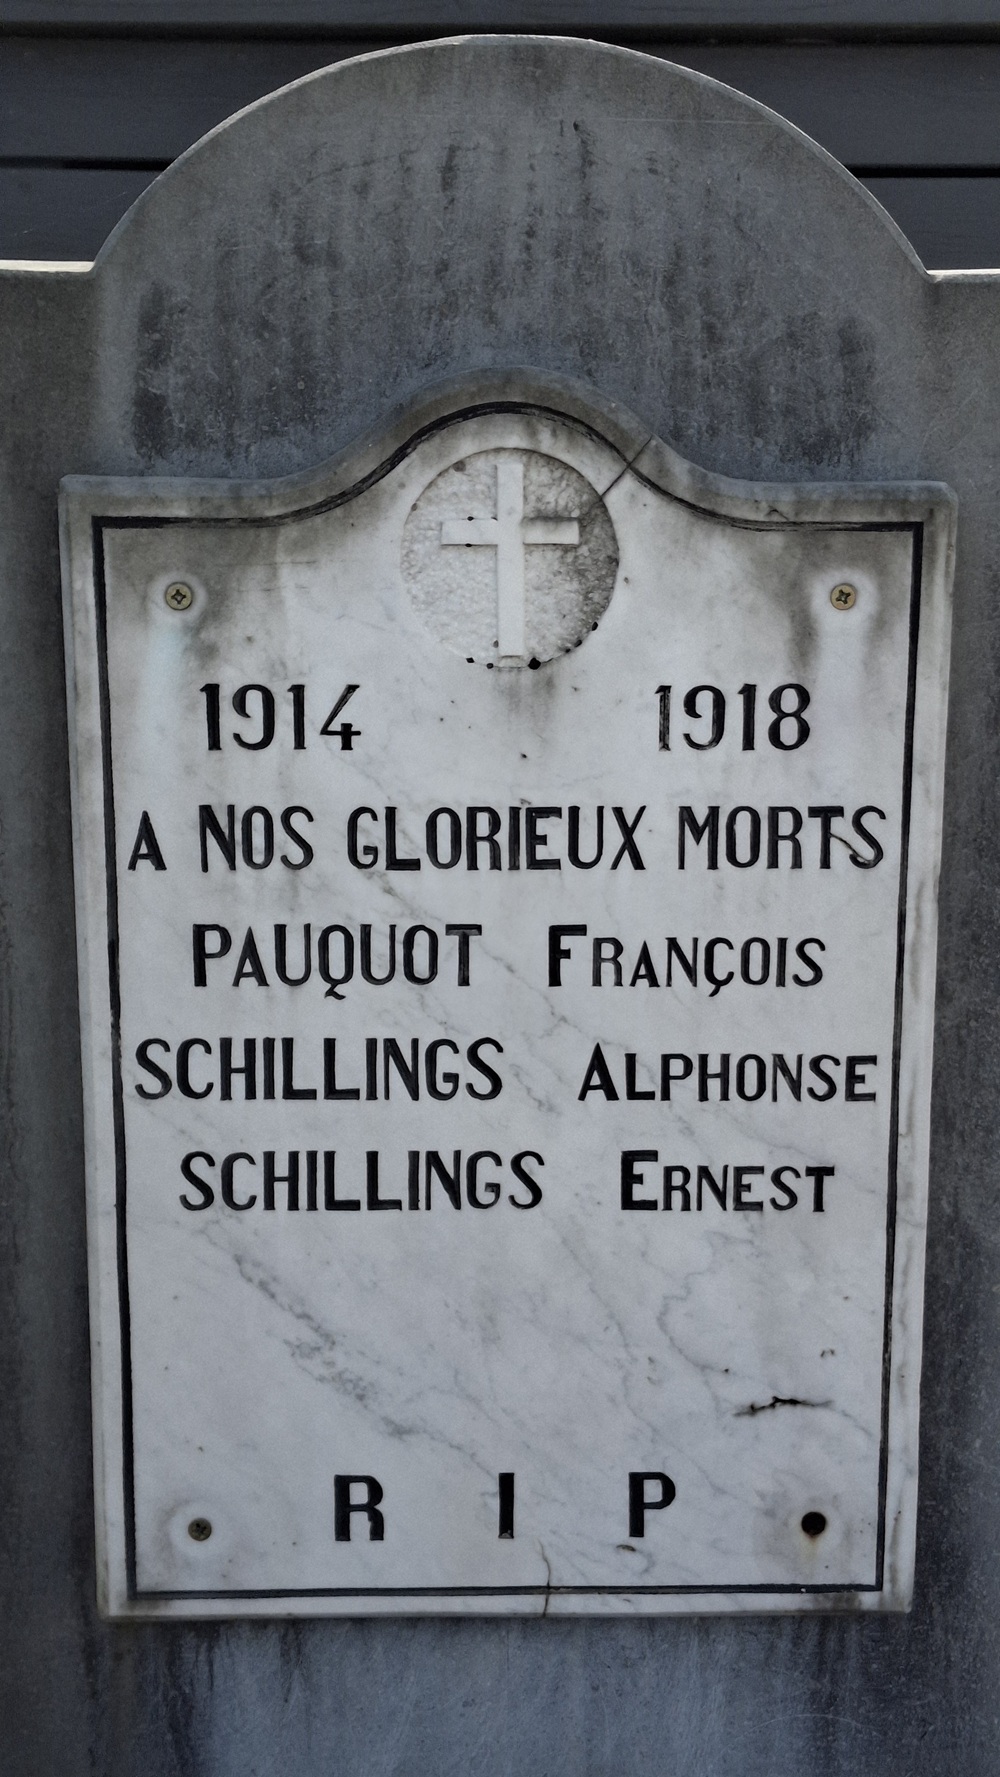 1914 1918
A NOS GLORIEUX MORTS
PAUQUOT FRANÇOIS
SCHILLINGS ALPHONSE
SCHILLINGS ERNEST
R I P